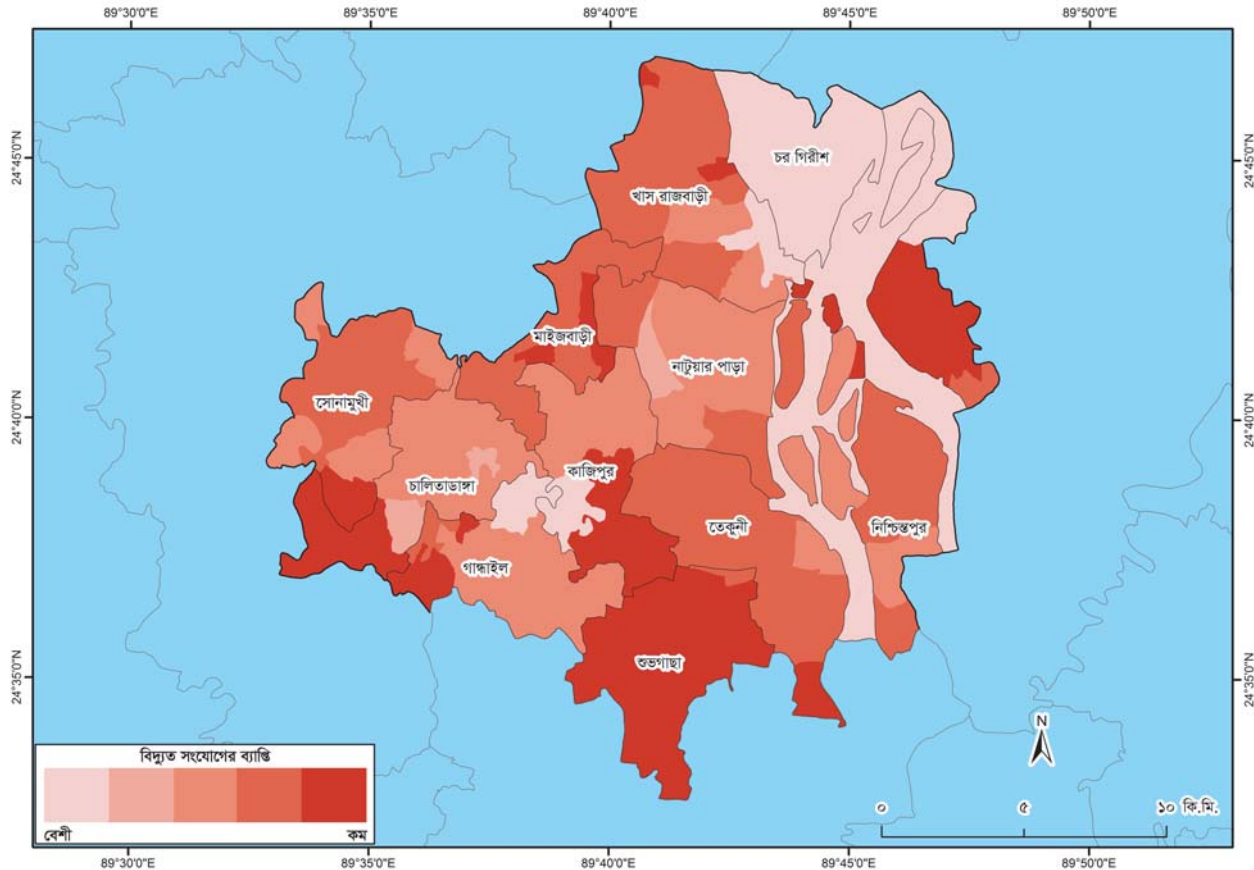 89°30'0"E
89°35'0"E
89°40'0"E
89°45'0"E
89°50'0"E
24°45'0"N
24°45'0"N
চর গিরীশ
খাস রাজবাড়ী
মাইজবাড়ী
নাটুয়ার পাড়া
সোনামুখী
24°40'0"N
24°40'0"N
কাজিপুর
চালিতাডাঙ্গা
তেকুনী
নিশ্চিন্তপুর
গান্ধাইল
শুভগাছা
24°35'0"N
24°35'0"N
N
বিদ্যুত সংযোগের ব্যাপ্তি
বেশী কম
০ ৫ ১০ কি.মি.
89°30'0"E
89°35'0"E
89°40'0"E
89°45'0"E
89°50'0"E